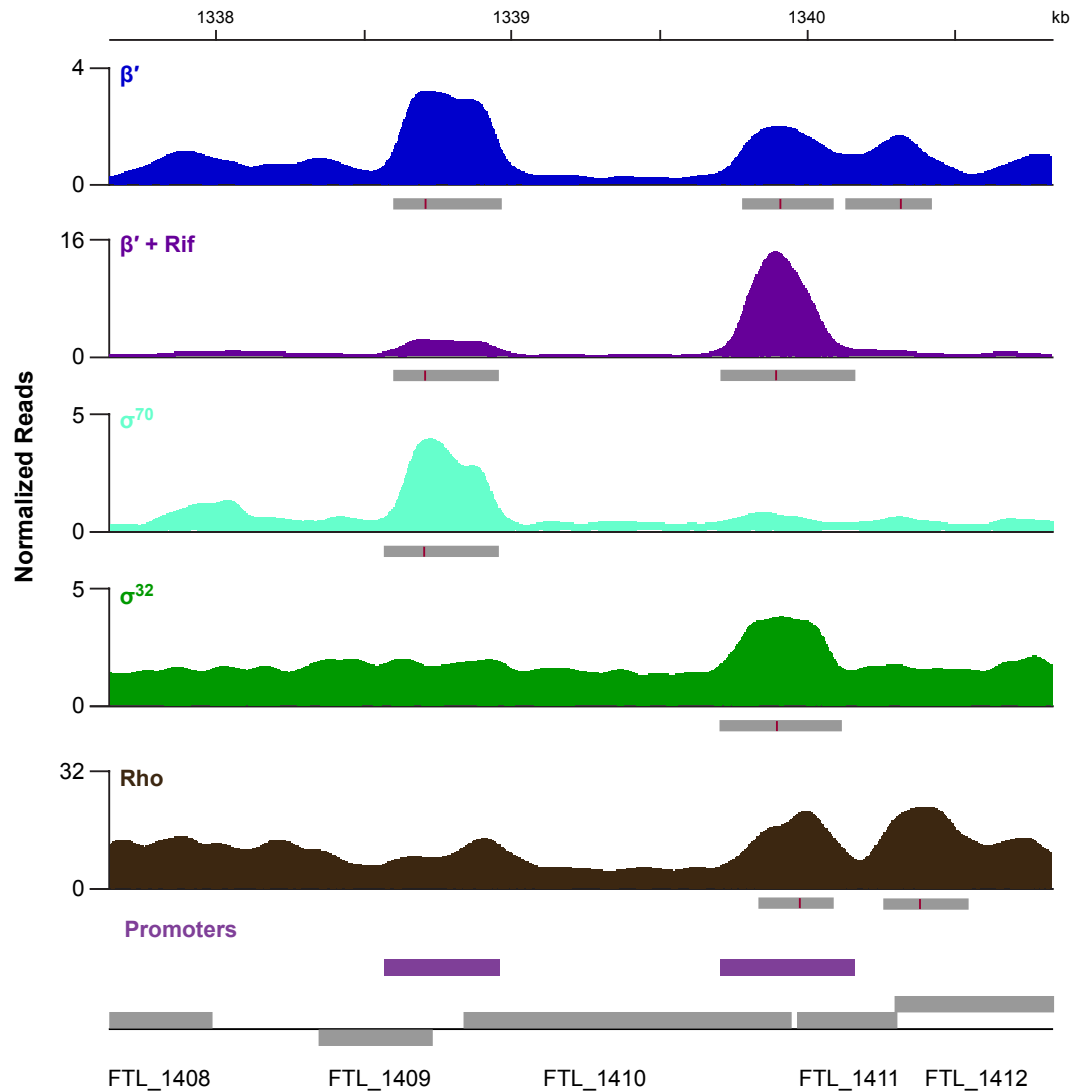 1338 1339 1340 kb
4
β′
0
16
β′ + Rif
0
5
σ⁷⁰
0
5
σ³²
0
32
Rho
0
Normalized Reads
Promoters
FTL_1408 FTL_1409 FTL_1410 FTL_1411 FTL_1412